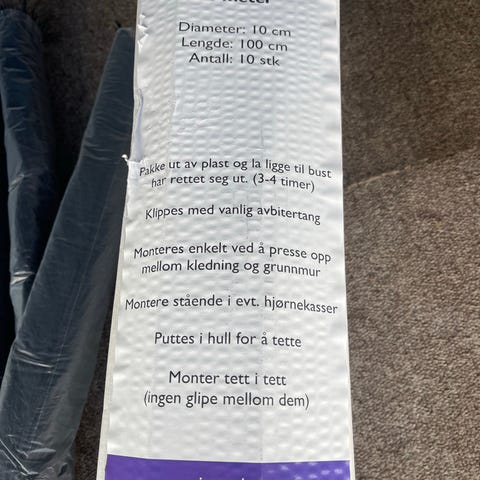 meter
Diameter: 10 cm
Lengde: 100 cm
Antall: 10 stk
Pakke ut av plast og la ligge til bust
har rettet seg ut. (3-4 timer)
Klippes med vanlig avbitertang
Monteres enkelt ved å presse opp
mellom kledning og grunnmur
Montere stående i evt. hjørnekasser
Puttes i hull for å tette
Monter tett i tett
(ingen glipe mellom dem)